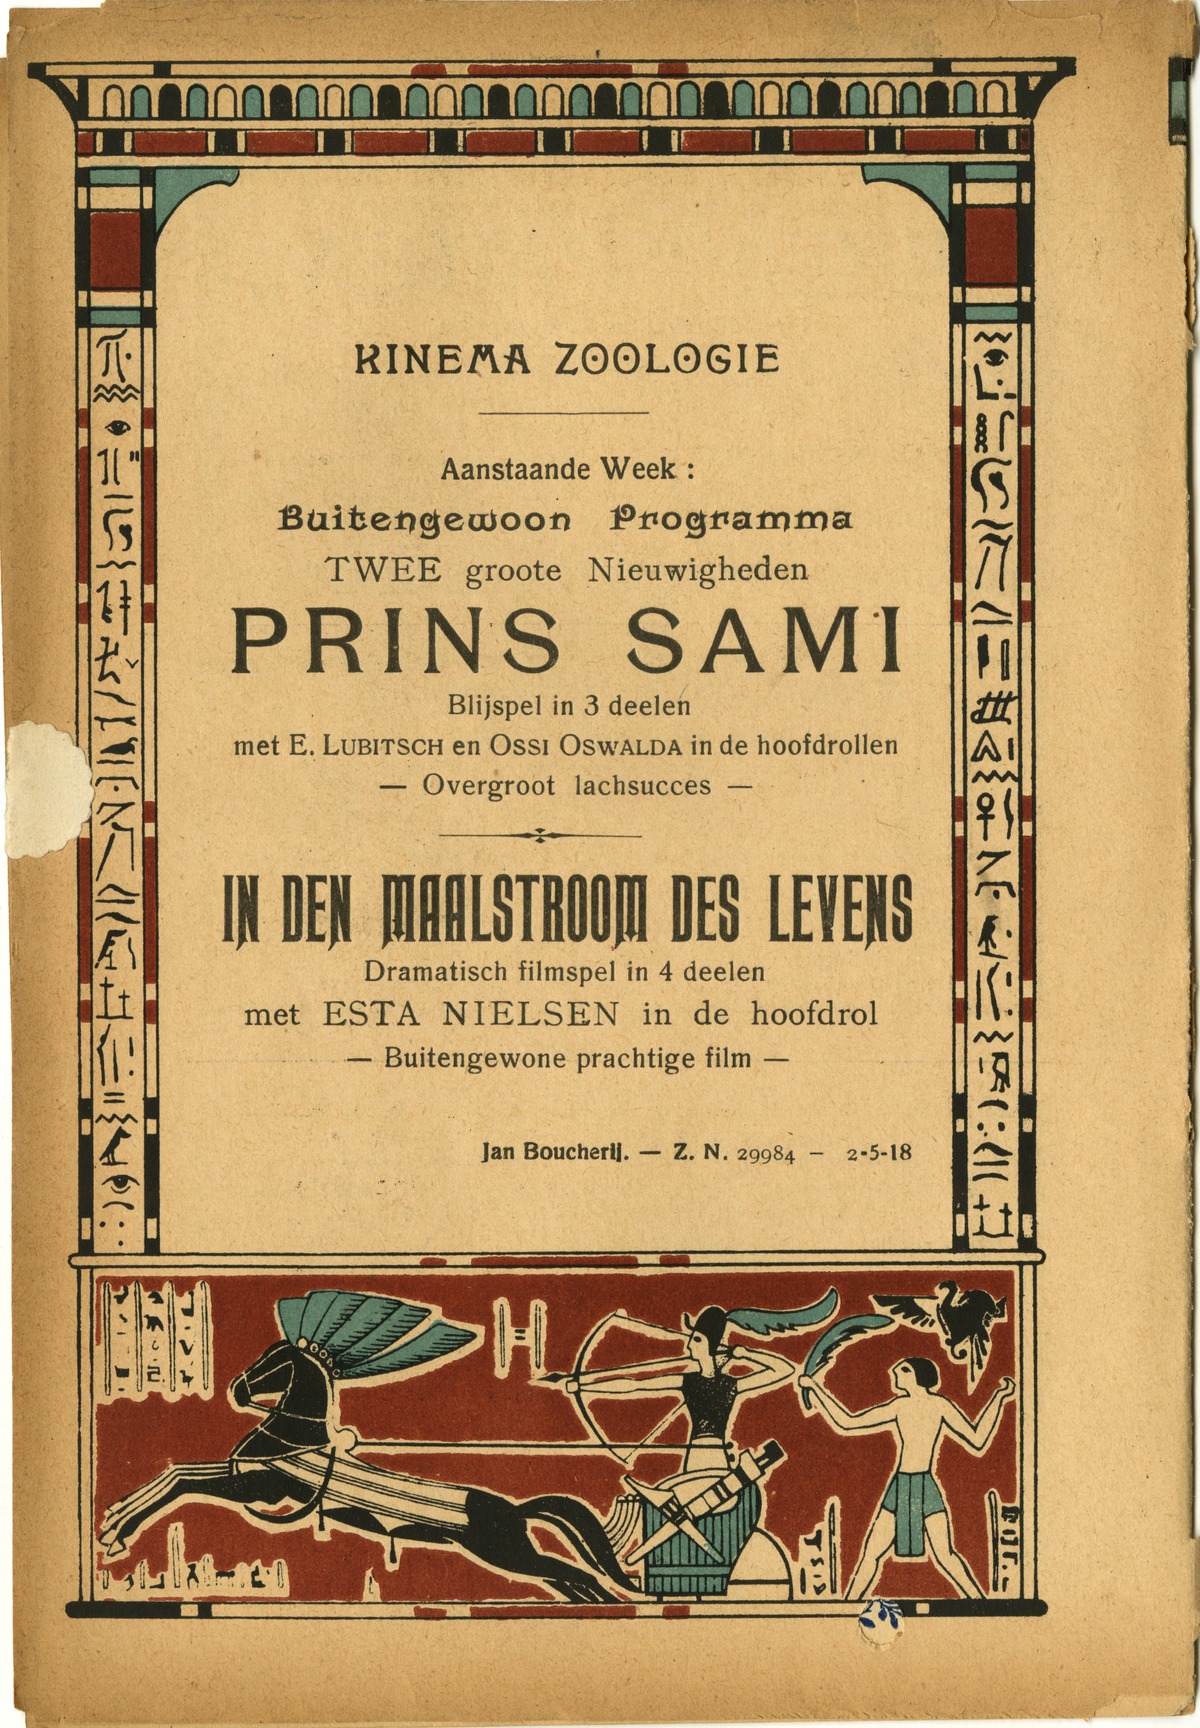 KINEMA ZOOLOGIE
Aanstaande Week :
Buitengewoon Programma
TWEE groote Nieuwigheden
PRINS SAMI
Blijspel in 3 deelen
met E. LUBITSCH en OSSI OSWALDA in de hoofdrollen
— Overgroot lachsucces —
IN DEN MAALSTROOM DES LEVENS
Dramatisch filmspel in 4 deelen
met ESTA NIELSEN in de hoofdrol
— Buitengewone prachtige film —
Jan Boucherij. — Z. N. 29984 – 2-5-18